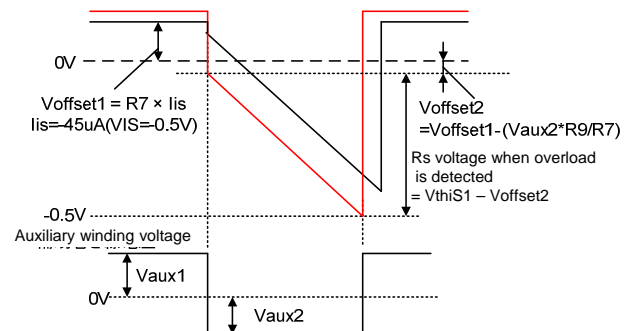 0V
Voffset1 = R7 × Iis
Iis=-45uA(VIS=-0.5V)
Voffset2
=Voffset1-(Vaux2*R9/R7)
Rs voltage when overload
is detected
= VthiS1 – Voffset2
-0.5V
Auxiliary winding voltage
Vaux1
0V
Vaux2